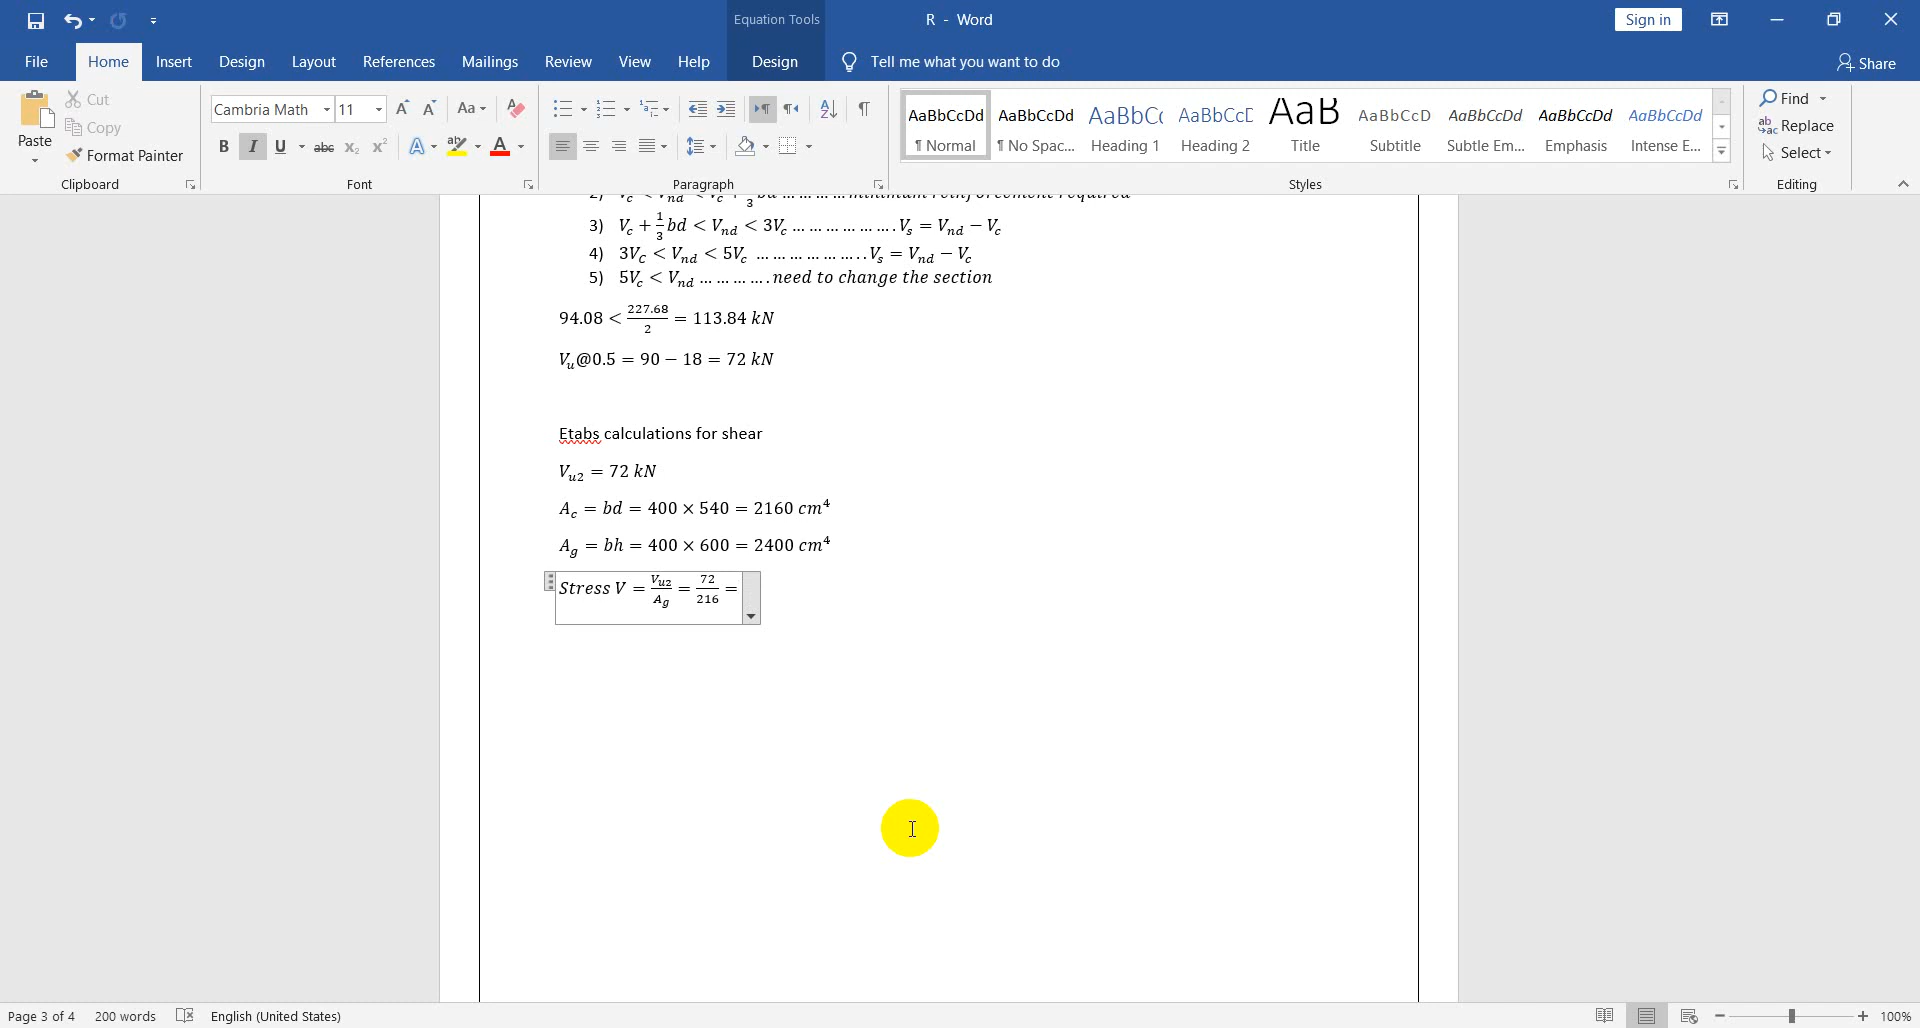 Equation Tools
R - Word
Sign in
File Home Insert Design Layout References Mailings Review View Help Design Tell me what you want to do
Share
Cut
Copy
Paste
Format Painter
Clipboard
Cambria Math 11
Font
Paragraph
AaBbCcDd AaBbCcDd AaBbCc AaBbCcD AaB AaBbCcD AaBbCcDd AaBbCcDd AaBbCcDd
¶ Normal ¶ No Spac... Heading 1 Heading 2 Title Subtitle Subtle Em... Emphasis Intense E...
Styles
Find
Replace
Select
Editing
3) V_c + 1/3 bd < V_nd < 3V_c … … … … … … . V_s = V_nd − V_c
4) 3V_C < V_nd < 5V_c … … … … … … . . V_s = V_nd − V_c
5) 5V_c < V_nd … … … … . need to change the section
94.08 < 227.68/2 = 113.84 kN
V_u@0.5 = 90 − 18 = 72 kN
Etabs calculations for shear
V_u2 = 72 kN
A_c = bd = 400 × 540 = 2160 cm⁴
A_g = bh = 400 × 600 = 2400 cm⁴
Stress V = V_u2/A_g = 72/216 =
Page 3 of 4 200 words English (United States) 100%